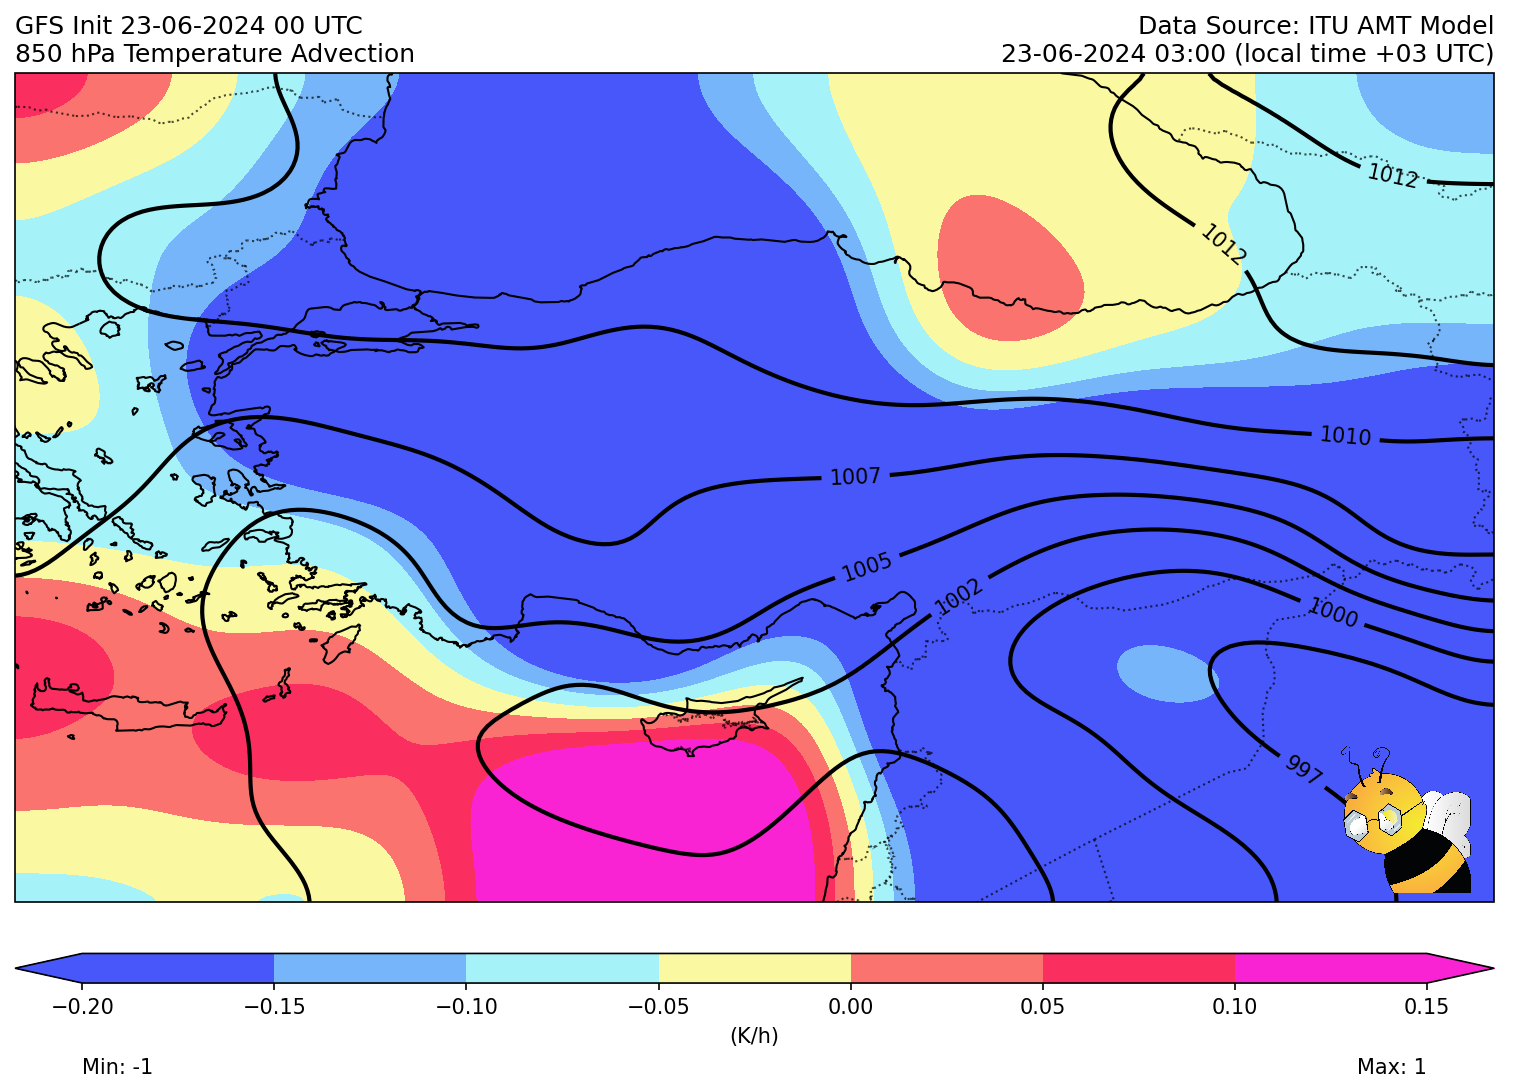 GFS Init 23-06-2024 00 UTC
Data Source: ITU AMT Model
850 hPa Temperature Advection
23-06-2024 03:00 (local time +03 UTC)
1012
1012
1010
1007
1005
1002
1000
997
−0.20
−0.15
−0.10
−0.05
0.00
0.05
0.10
0.15
(K/h)
Min: -1
Max: 1